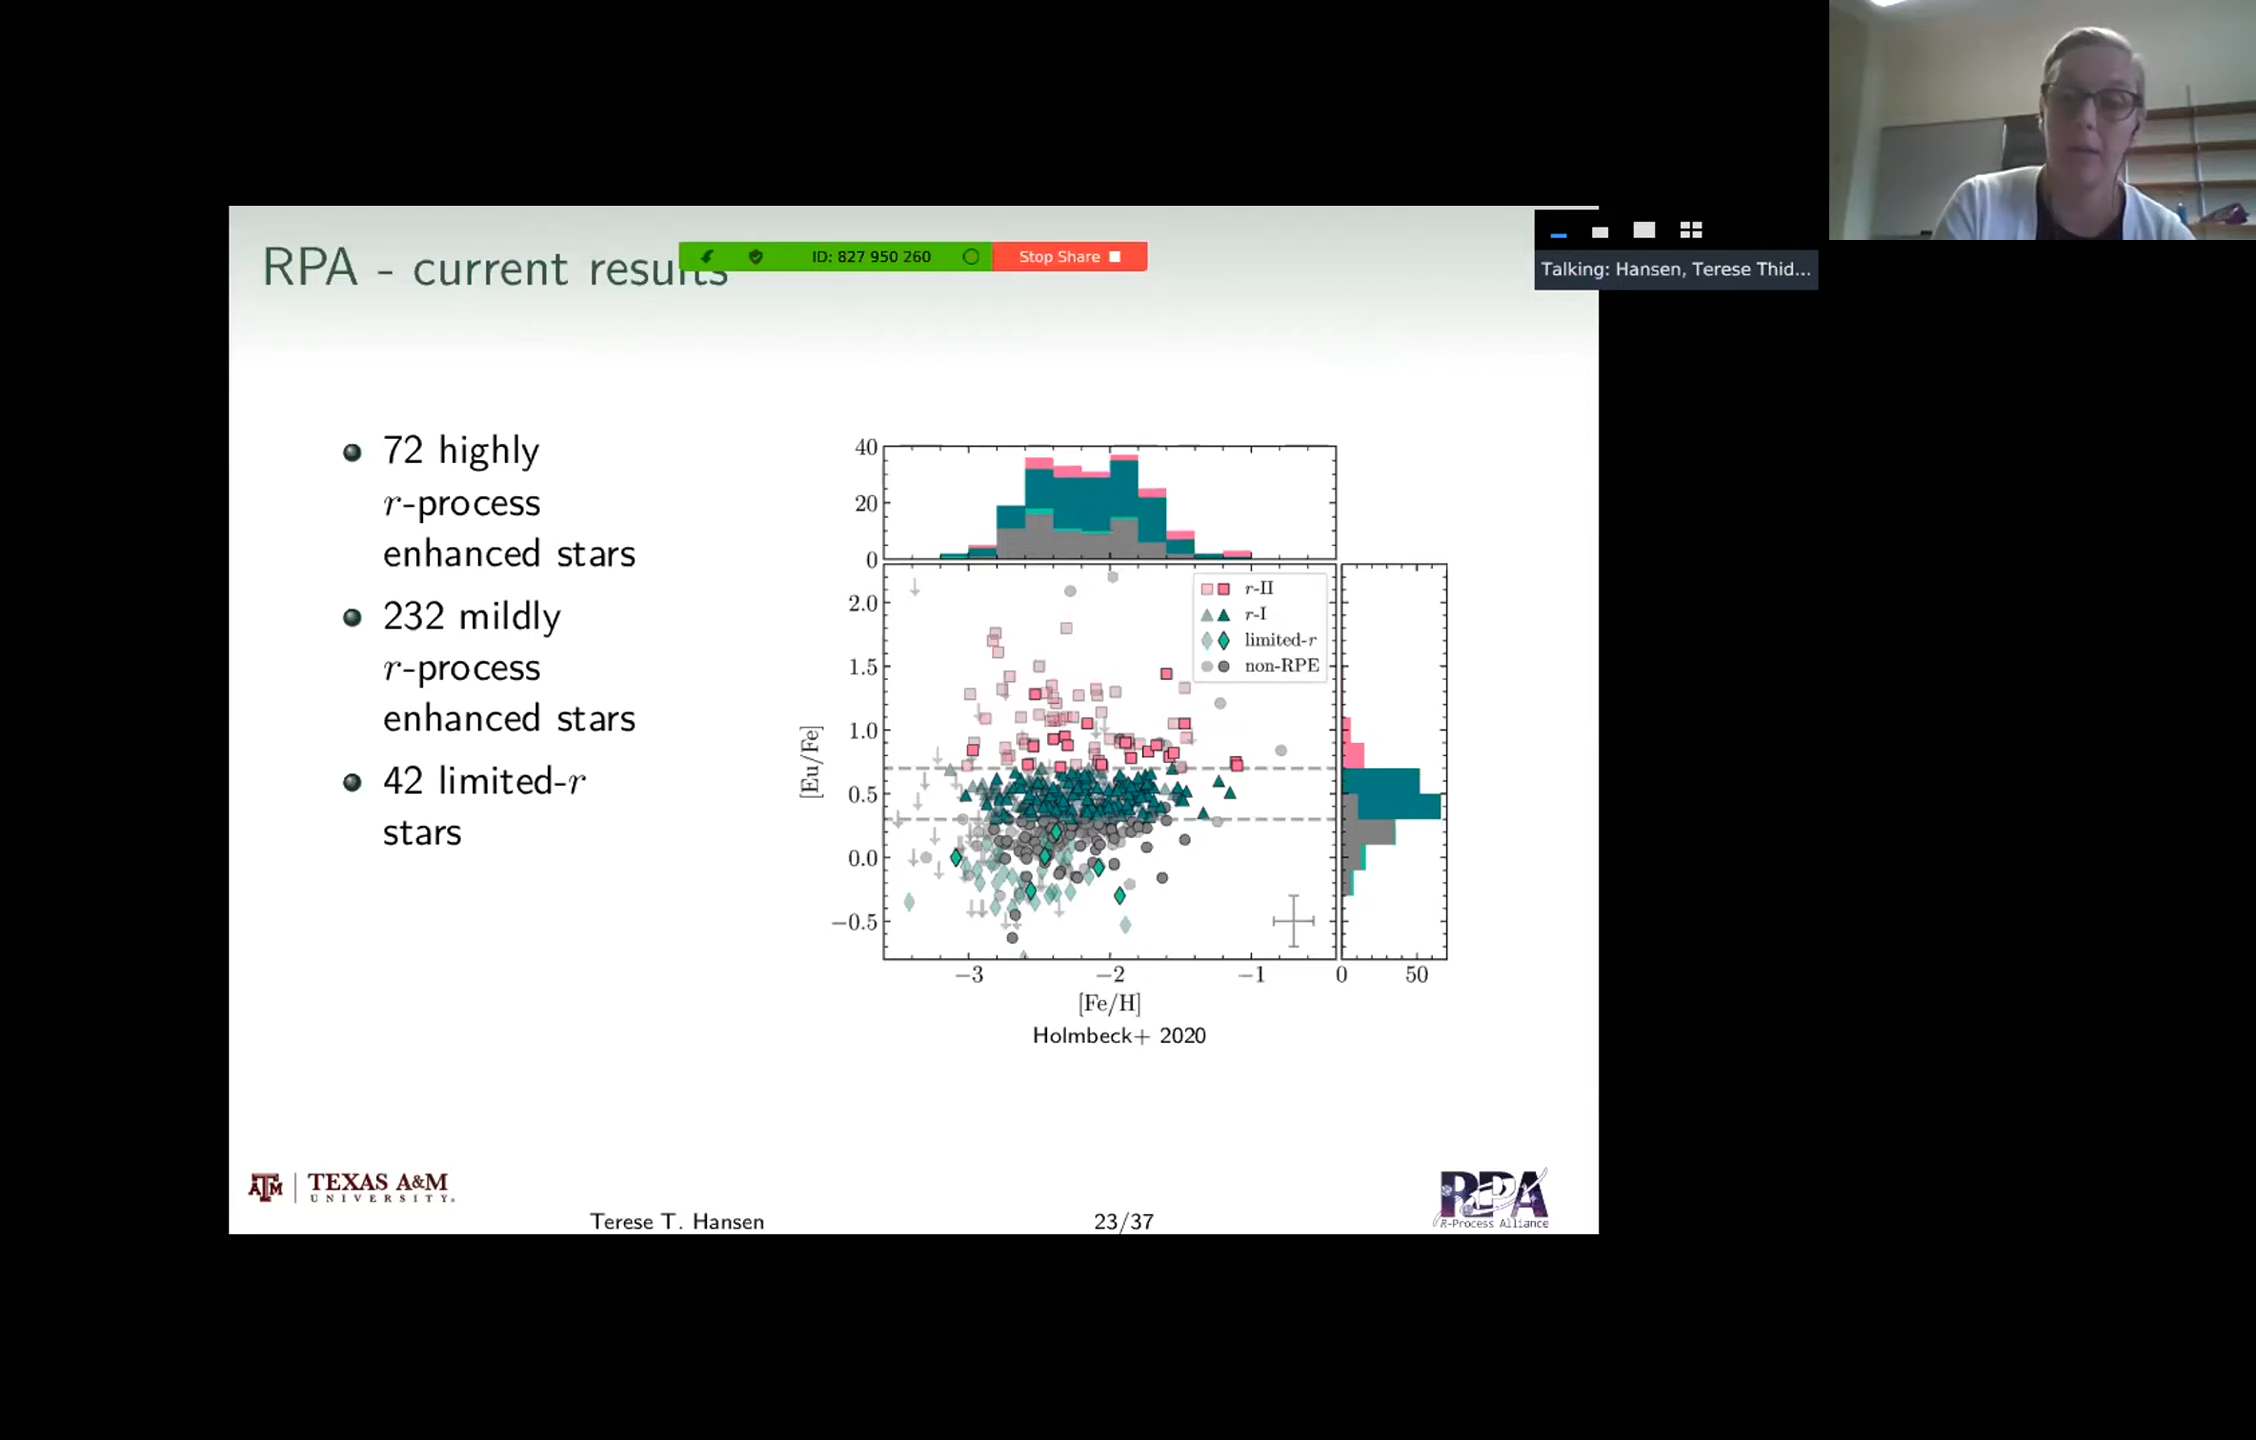 RPA - current results
ID: 827 950 260
Stop Share
Talking: Hansen, Terese Thid...
72 highly
r-process
enhanced stars
232 mildly
r-process
enhanced stars
42 limited-r
stars
40
20
0
r-II
r-I
limited-r
non-RPE
2.0
1.5
1.0
0.5
0.0
−0.5
[Eu/Fe]
−3
−2
−1
0
50
[Fe/H]
Holmbeck+ 2020
ATM
TEXAS A&M
UNIVERSITY.
Terese T. Hansen
23/37
RPA
R-Process Alliance